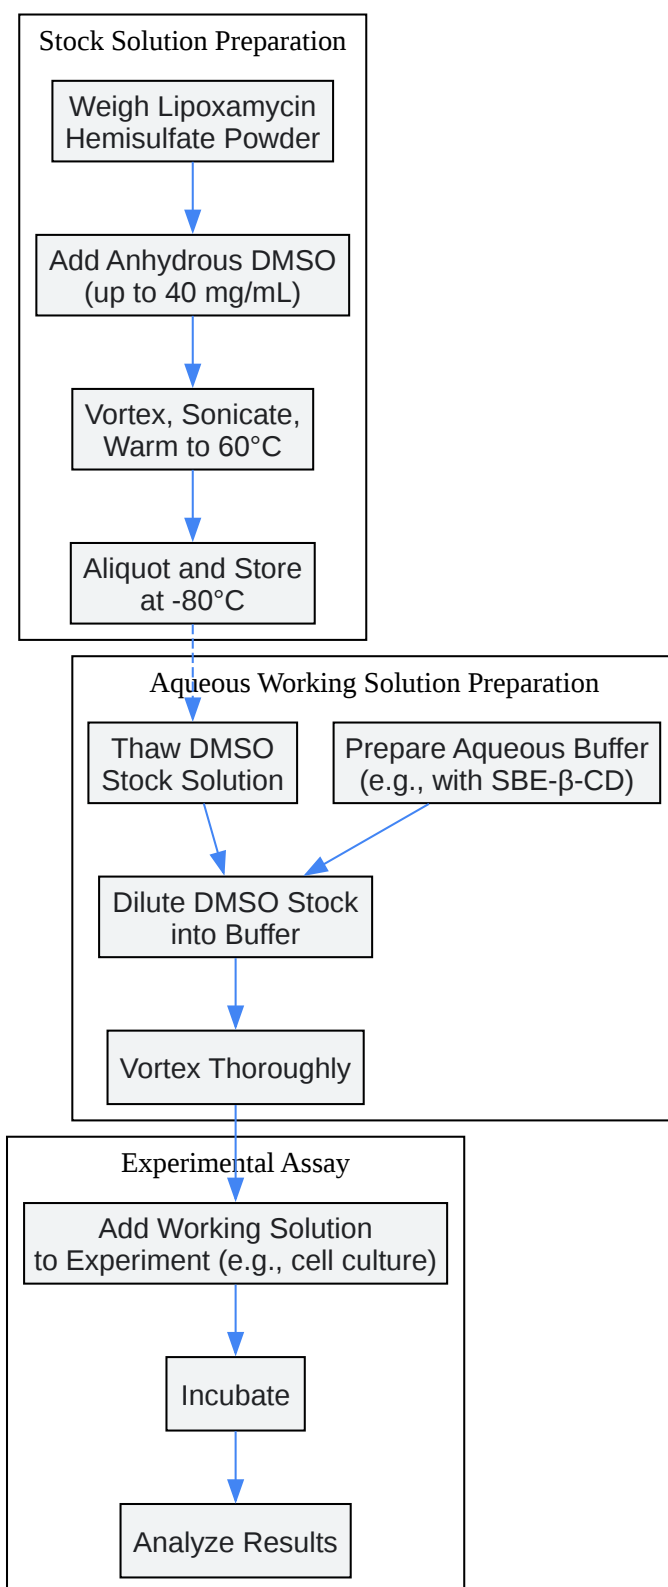 Stock Solution Preparation
Weigh Lipoxamycin
Hemisulfate Powder
Add Anhydrous DMSO
(up to 40 mg/mL)
Vortex, Sonicate,
Warm to 60°C
Aliquot and Store
at -80°C
Aqueous Working Solution Preparation
Thaw DMSO
Stock Solution
Prepare Aqueous Buffer
(e.g., with SBE-β-CD)
Dilute DMSO Stock
into Buffer
Vortex Thoroughly
Experimental Assay
Add Working Solution
to Experiment (e.g., cell culture)
Incubate
Analyze Results